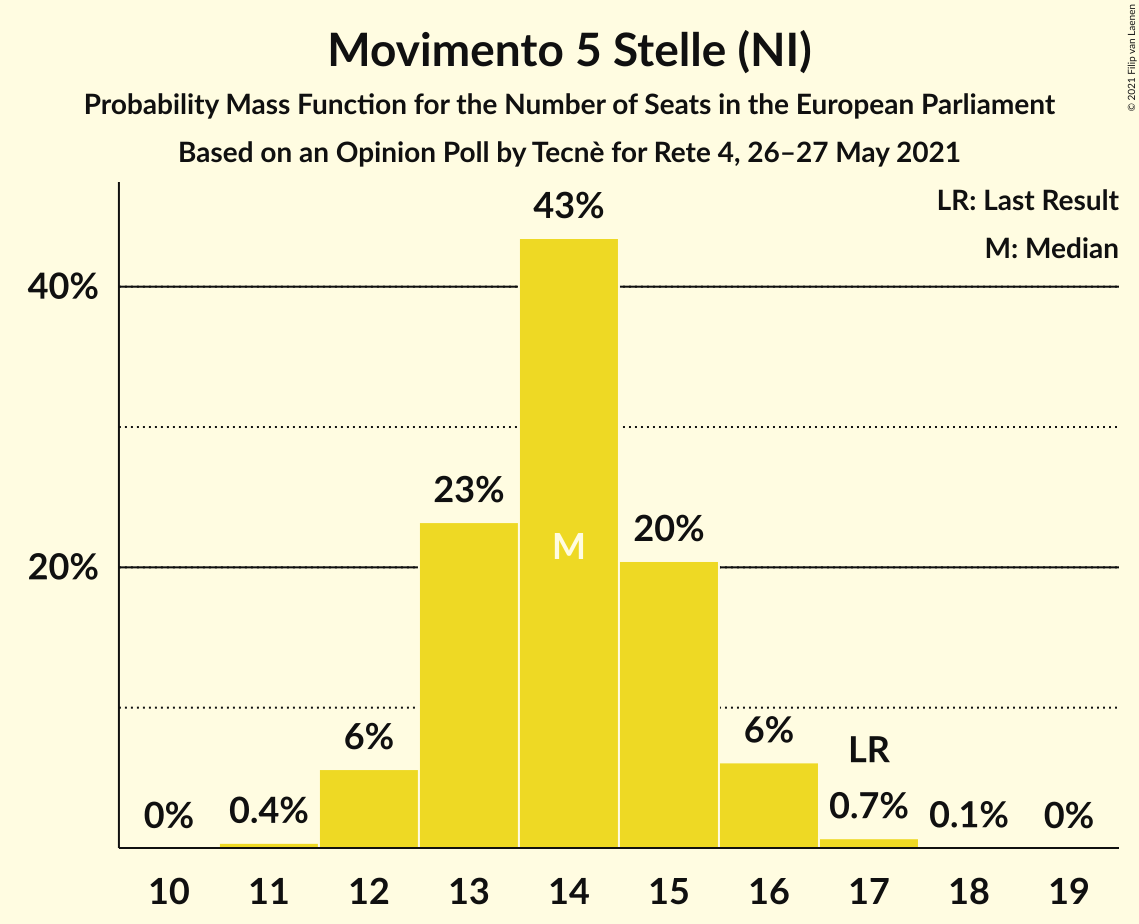 Movimento 5 Stelle (NI)
Probability Mass Function for the Number of Seats in the European Parliament
Based on an Opinion Poll by Tecnè for Rete 4, 26–27 May 2021
© 2021 Filip van Laenen
LR: Last Result
M: Median
40%
20%
0%
0.4%
6%
23%
43%
M
20%
6%
LR
0.7%
0.1%
0%
10 11 12 13 14 15 16 17 18 19